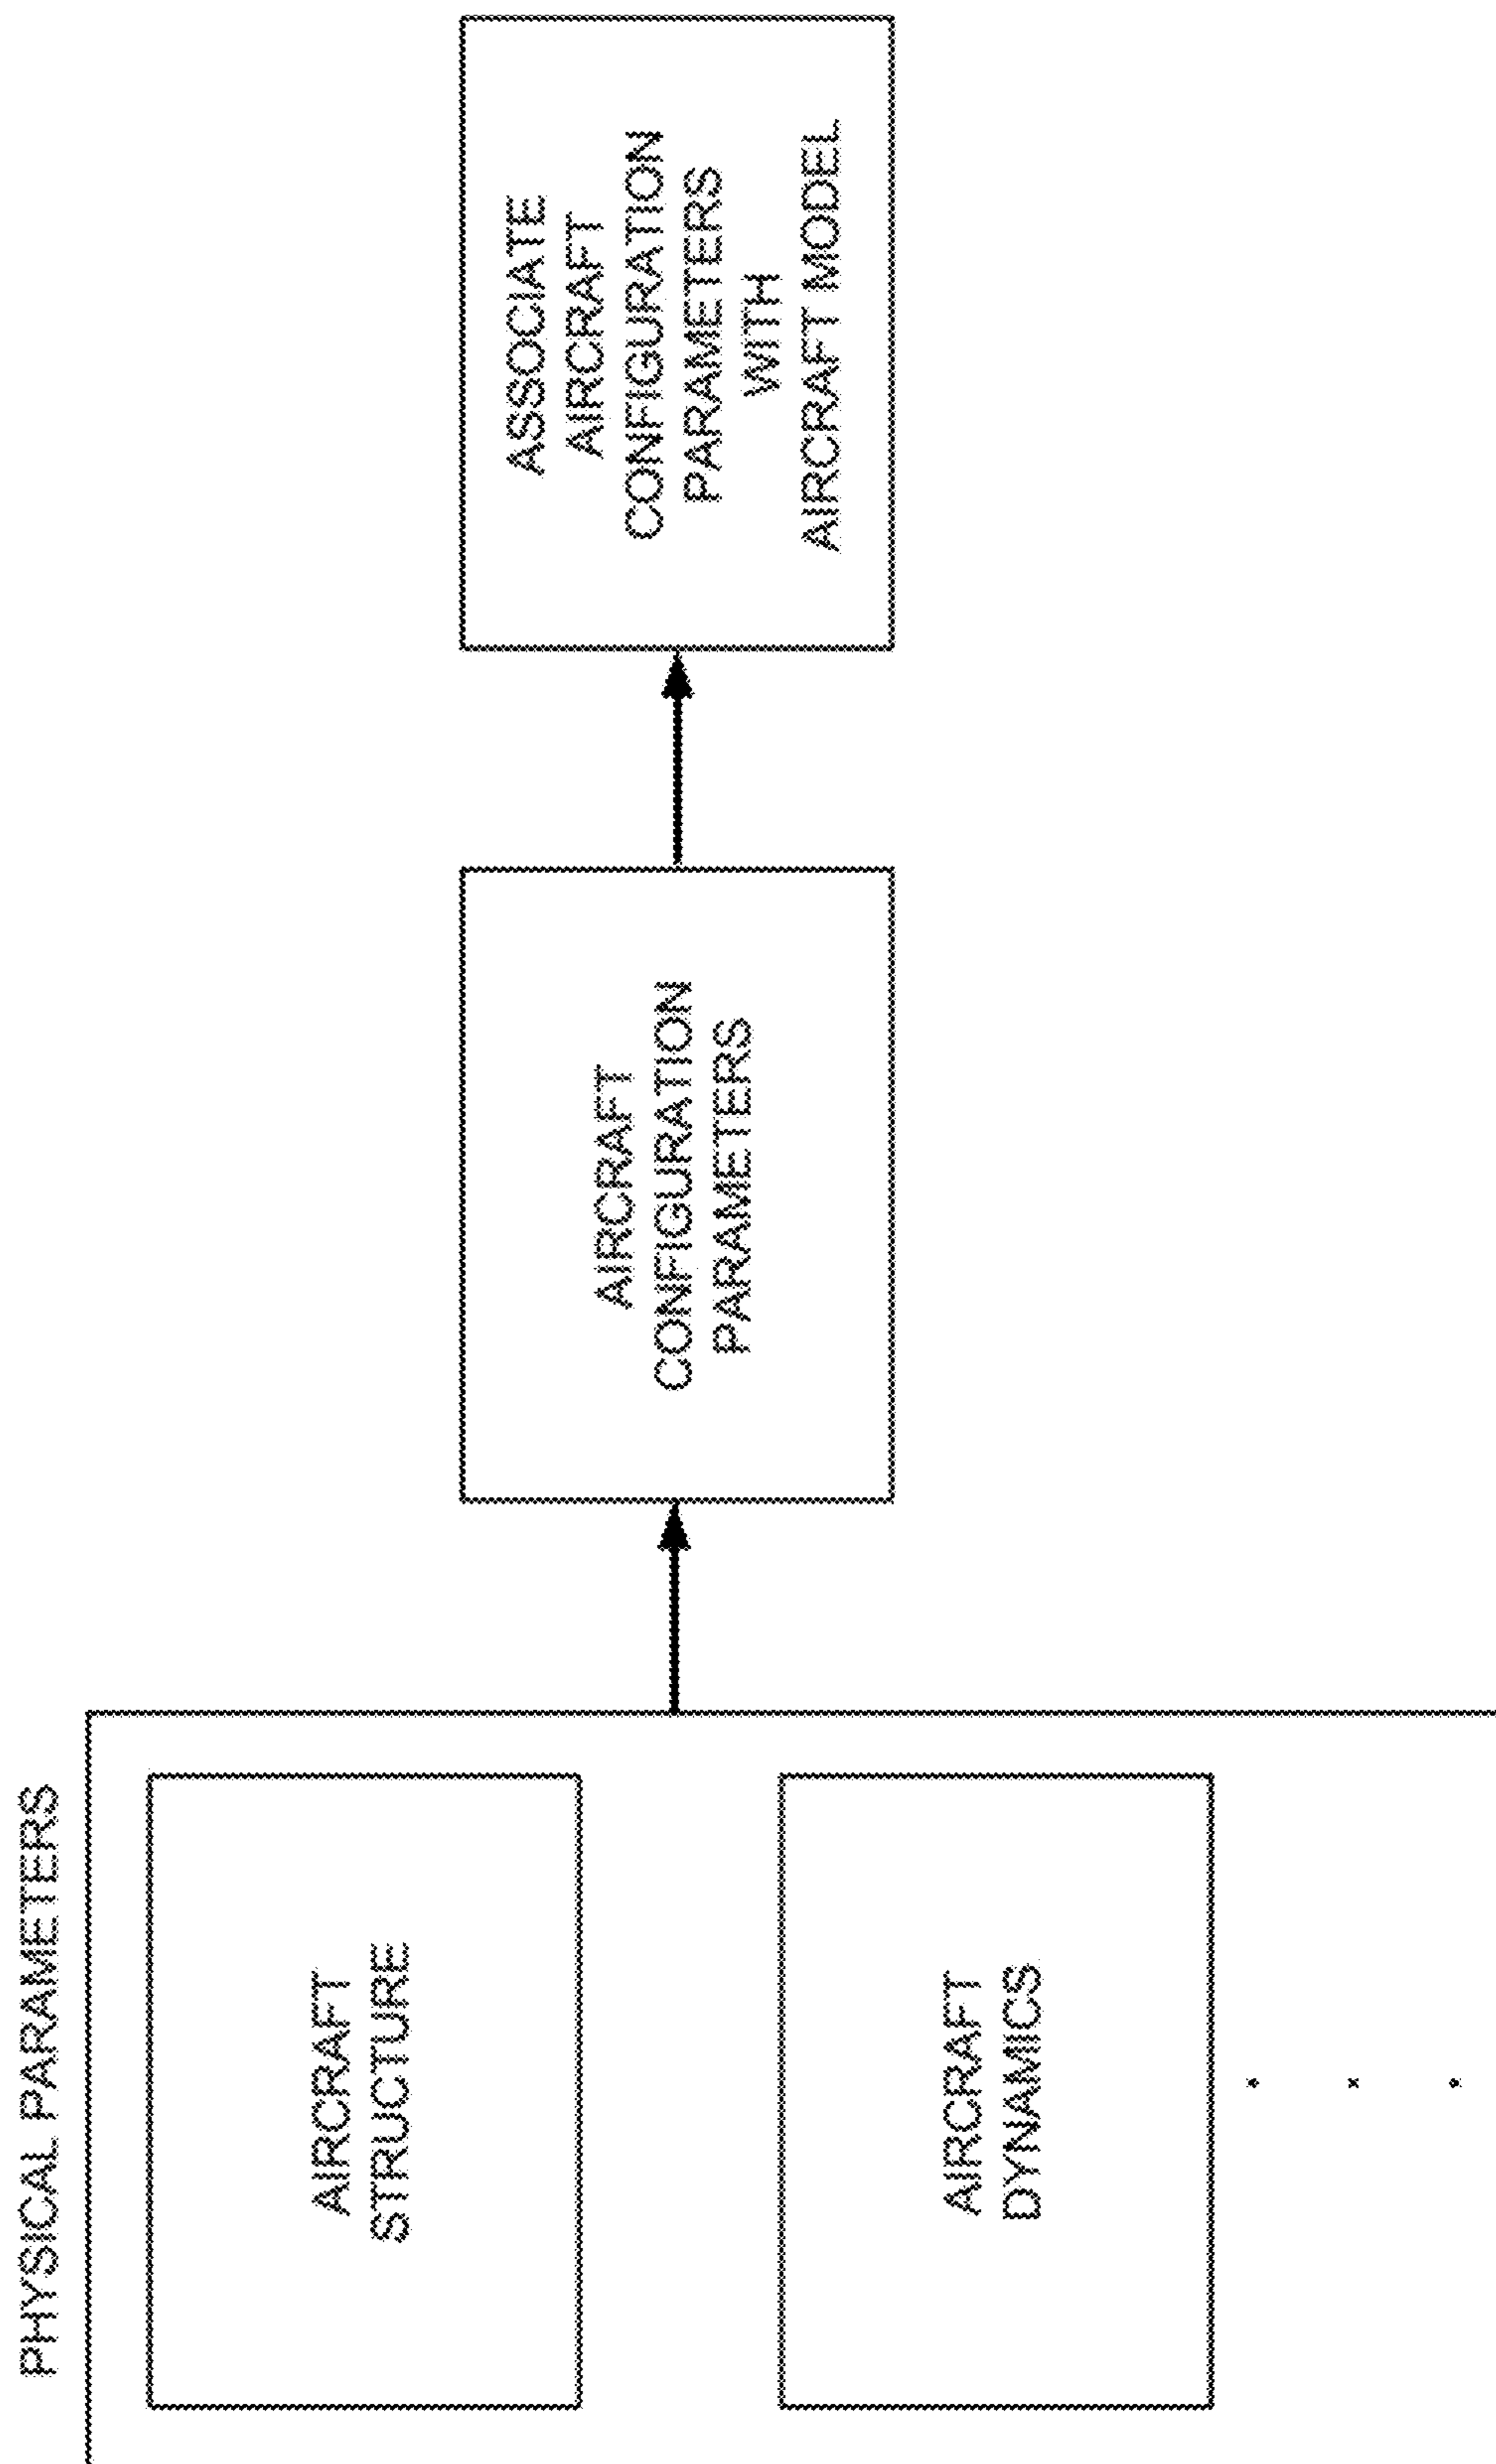 PHYSICAL PARAMETERS
AIRCRAFT
STRUCTURE
AIRCRAFT
DYNAMICS
AIRCRAFT
CONFIGURATION
PARAMETERS
ASSOCIATE
AIRCRAFT
CONFIGURATION
PARAMETERS
WITH
AIRCRAFT MODEL